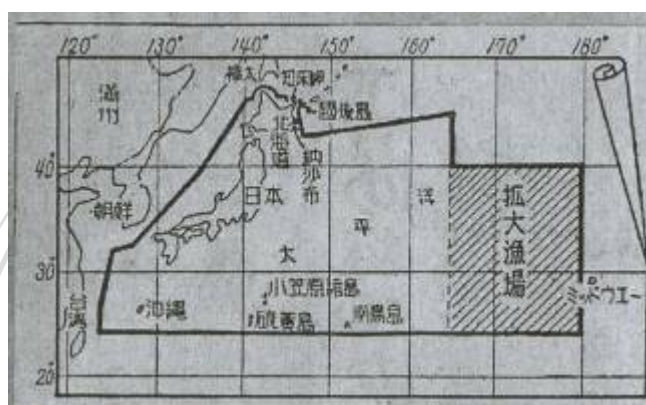 120° 130° 140° 150° 160° 170° 180°
満州
樺太
知床岬
国後島
北海道
納沙布
40°
朝鮮
日本
太平洋
拡大漁場
30°
台湾
沖縄
小笠原諸島
硫黄島
南鳥島
ミッドウエー
20°